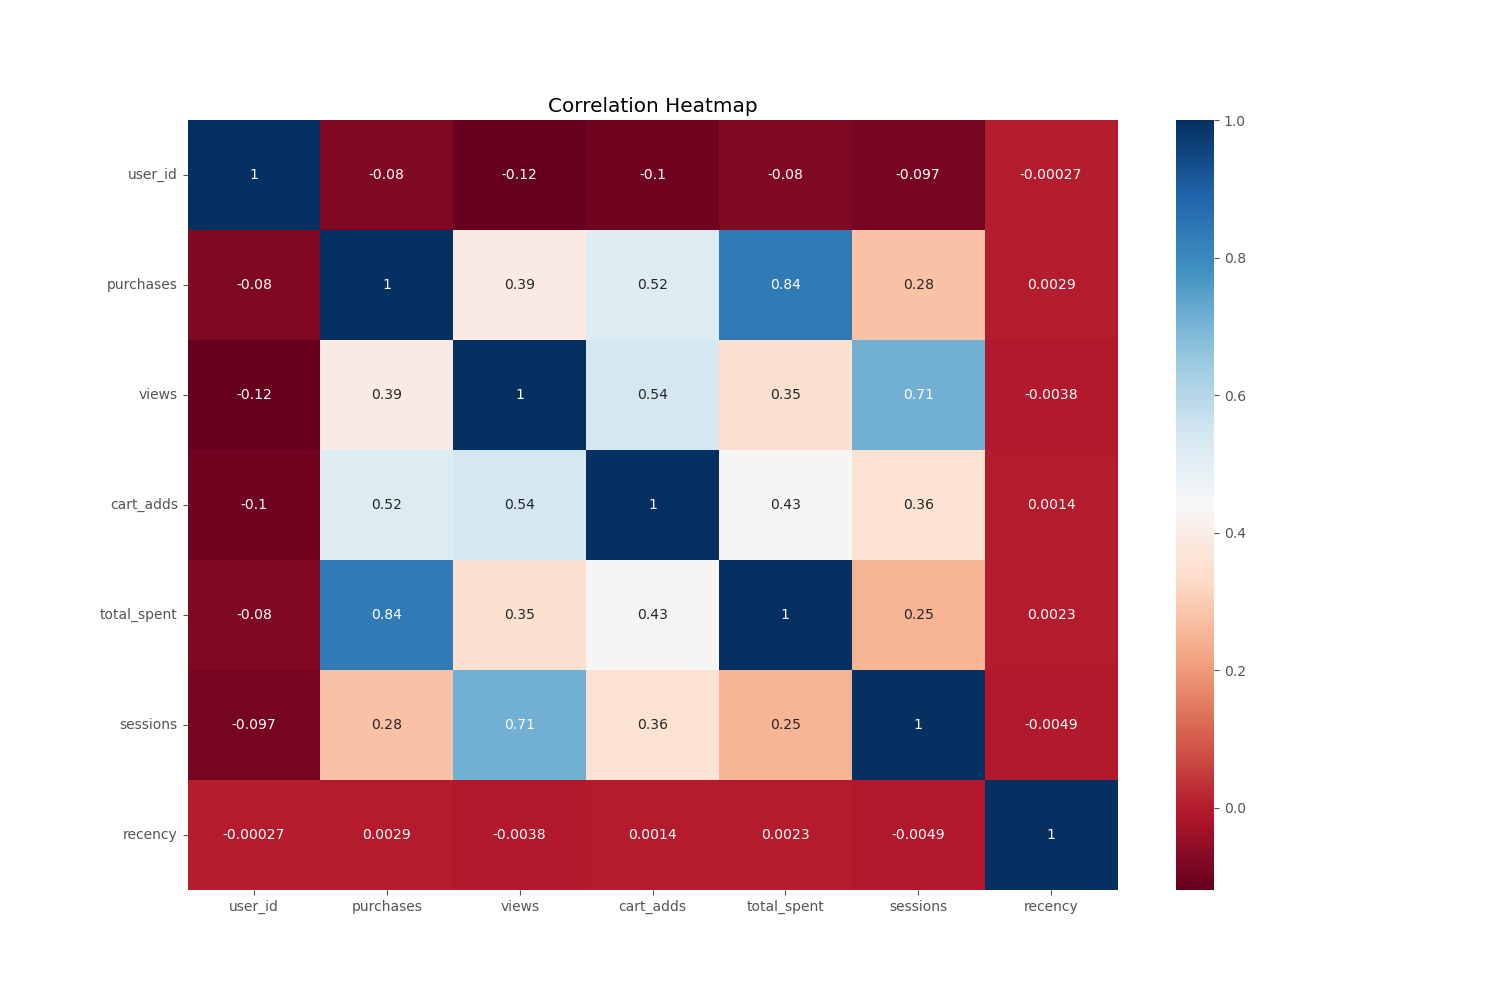 Correlation Heatmap
user_id 1 -0.08 -0.12 -0.1 -0.08 -0.097 -0.00027
purchases -0.08 1 0.39 0.52 0.84 0.28 0.0029
views -0.12 0.39 1 0.54 0.35 0.71 -0.0038
cart_adds -0.1 0.52 0.54 1 0.43 0.36 0.0014
total_spent -0.08 0.84 0.35 0.43 1 0.25 0.0023
sessions -0.097 0.28 0.71 0.36 0.25 1 -0.0049
recency -0.00027 0.0029 -0.0038 0.0014 0.0023 -0.0049 1
user_id purchases views cart_adds total_spent sessions recency
1.0
0.8
0.6
0.4
0.2
0.0